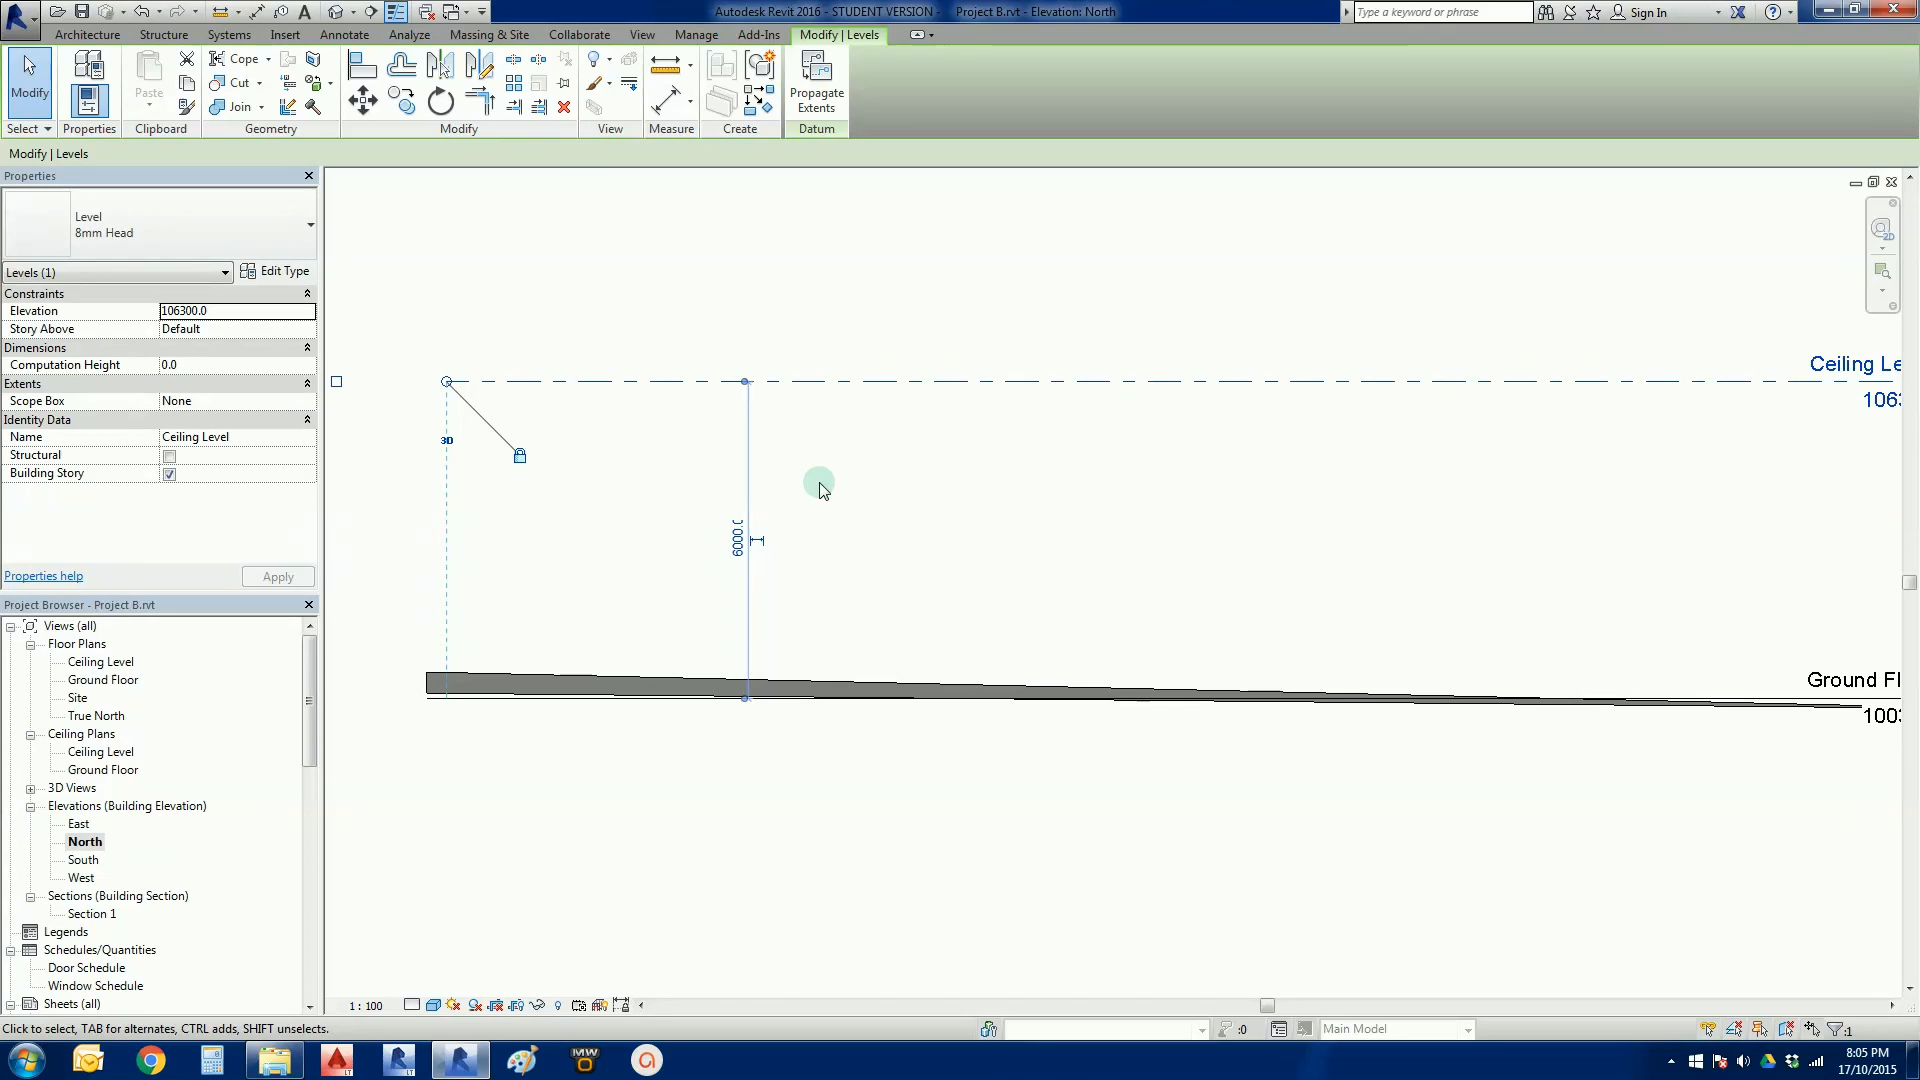 Autodesk Revit 2016 - STUDENT VERSION -    Project B.rvt - Elevation: North
Type a keyword or phrase
Sign In
Architecture Structure Systems Insert Annotate Analyze Massing & Site Collaborate View Manage Add-Ins Modify | Levels
Modify
Paste
Cope
Cut
Join
Propagate
Extents
Select Properties Clipboard Geometry Modify View Measure Create Datum
Modify | Levels
Properties
Level
8mm Head
Levels (1)
Edit Type
Constraints
Elevation 106300.0
Story Above Default
Dimensions
Computation Height 0.0
Extents
Scope Box None
Identity Data
Name Ceiling Level
Structural
Building Story
Properties help
Apply
Project Browser - Project B.rvt
Views (all)
Floor Plans
Ceiling Level
Ground Floor
Site
True North
Ceiling Plans
Ceiling Level
Ground Floor
3D Views
Elevations (Building Elevation)
East
North
South
West
Sections (Building Section)
Section 1
Legends
Schedules/Quantities
Door Schedule
Window Schedule
Sheets (all)
2D
Ceiling Le
106
3D
6000.
Ground Fl
100
1 : 100
Click to select, TAB for alternates, CTRL adds, SHIFT unselects.
:0
Main Model
:1
LT
LT
MW
a
8:05 PM
17/10/2015